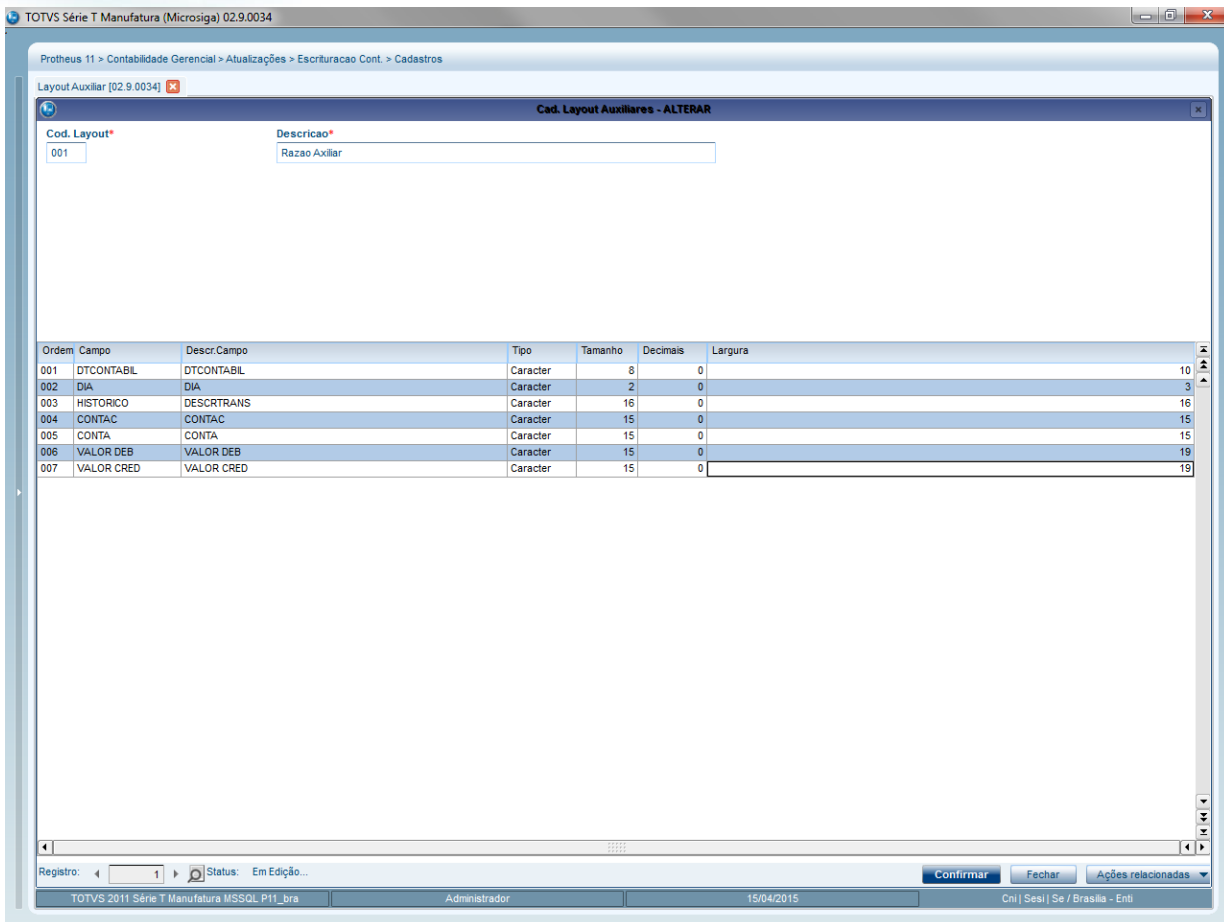 TOTVS Série T Manufatura (Microsiga) 02.9.0034
Protheus 11 > Contabilidade Gerencial > Atualizações > Escrituracao Cont. > Cadastros
Layout Auxiliar [02.9.0034]
Cad. Layout Auxiliares - ALTERAR
Cod. Layout* Descricao*
001 Razao Axiliar
Ordem Campo Descr.Campo Tipo Tamanho Decimais Largura
001 DTCONTABIL DTCONTABIL Caracter 8 0 10
002 DIA DIA Caracter 2 0 3
003 HISTORICO DESCRTRANS Caracter 16 0 16
004 CONTAC CONTAC Caracter 15 0 15
005 CONTA CONTA Caracter 15 0 15
006 VALOR DEB VALOR DEB Caracter 15 0 19
007 VALOR CRED VALOR CRED Caracter 15 0 19
Registro: 1 Status: Em Edição... Confirmar Fechar Ações relacionadas
TOTVS 2011 Série T Manufatura MSSQL P11_bra Administrador 15/04/2015 Cni | Sesi | Se / Brasilia - Enti